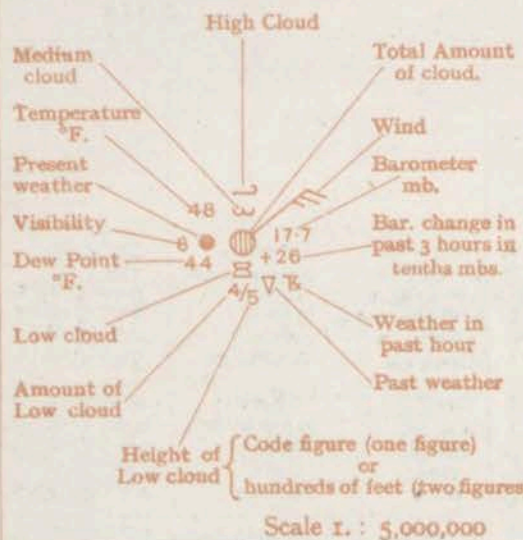 High Cloud
Medium
cloud
Total Amount
of cloud.
Temperature
°F.
Wind
Present
weather
Barometer
mb.
48
Visibility
8
17·7
Bar. change in
past 3 hours in
tenths mbs.
+26
Dew Point
°F.
44
4/5
Low cloud
Weather in
past hour
Amount of
Low cloud
Past weather
Height of
Low cloud
Code figure (one figure)
or
hundreds of feet (two figures
Scale 1. : 5,000,000